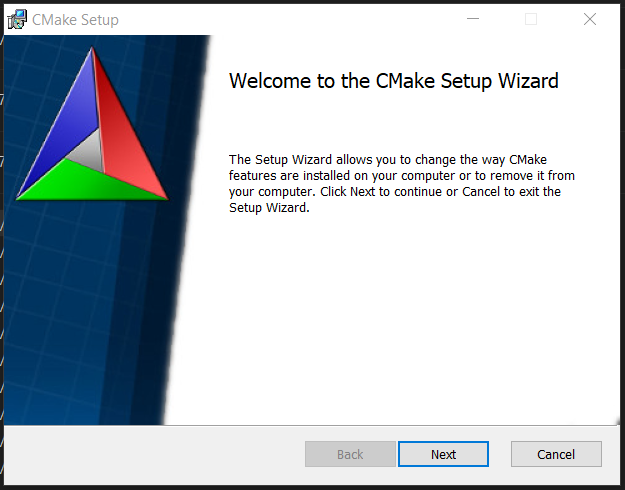 CMake Setup
Welcome to the CMake Setup Wizard
The Setup Wizard allows you to change the way CMake
features are installed on your computer or to remove it from
your computer. Click Next to continue or Cancel to exit the
Setup Wizard.
Back
Next
Cancel